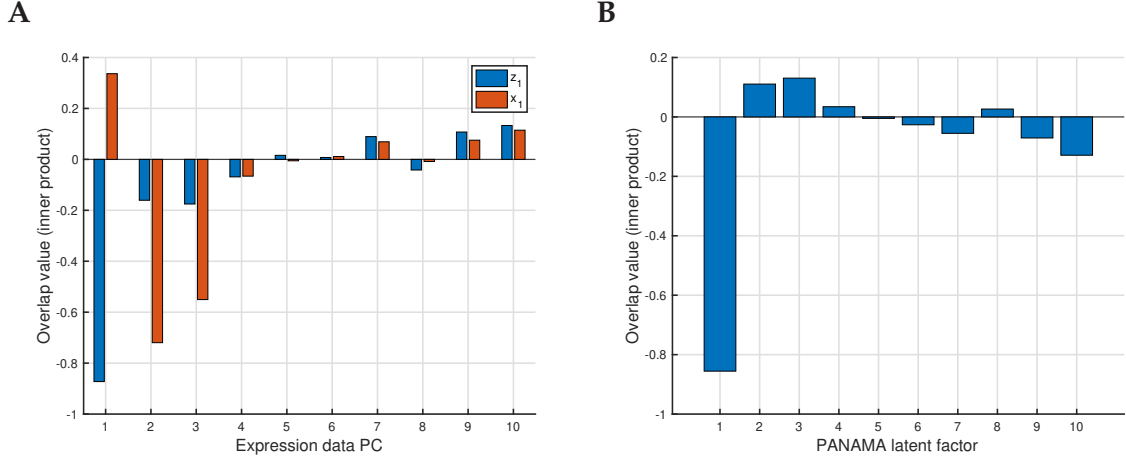 A
B
Overlap value (inner product)
0.4
0.2
0
-0.2
-0.4
-0.6
-0.8
-1
z1
x1
1 2 3 4 5 6 7 8 9 10
Expression data PC
Overlap value (inner product)
0.2
0
-0.2
-0.4
-0.6
-0.8
-1
1 2 3 4 5 6 7 8 9 10
PANAMA latent factor